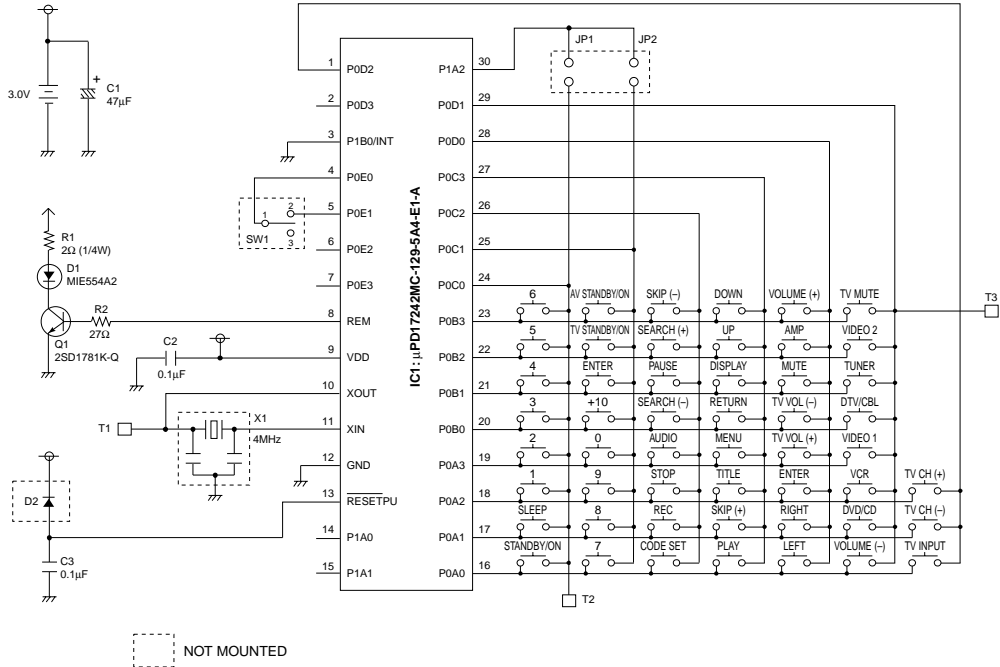 3.0V
+
C1
47μF
R1
2Ω (1/4W)
D1
MIE554A2
Q1
2SD1781K-Q
R2
27Ω
C2
0.1μF
T1
X1
4MHz
D2
C3
0.1μF
SW1
1
2
3
IC1: μPD17242MC-129-5A4-E1-A
1 P0D2
2 P0D3
3 P1B0/INT
4 P0E0
5 P0E1
6 P0E2
7 P0E3
8 REM
9 VDD
10 XOUT
11 XIN
12 GND
13 RESETPU
14 P1A0
15 P1A1
P1A2 30
P0D1 29
P0D0 28
P0C3 27
P0C2 26
P0C1 25
P0C0 24
P0B3 23
P0B2 22
P0B1 21
P0B0 20
P0A3 19
P0A2 18
P0A1 17
P0A0 16
JP1 JP2
6 AV STANDBY/ON SKIP (–) DOWN VOLUME (+) TV MUTE
5 TV STANDBY/ON SEARCH (+) UP AMP VIDEO 2
4 ENTER PAUSE DISPLAY MUTE TUNER
3 +10 SEARCH (–) RETURN TV VOL (–) DTV/CBL
2 0 AUDIO MENU TV VOL (+) VIDEO 1
1 9 STOP TITLE ENTER VCR TV CH (+)
SLEEP 8 REC SKIP (+) RIGHT DVD/CD TV CH (–)
STANDBY/ON 7 CODE SET PLAY LEFT VOLUME (–) TV INPUT
T3
T2
NOT MOUNTED